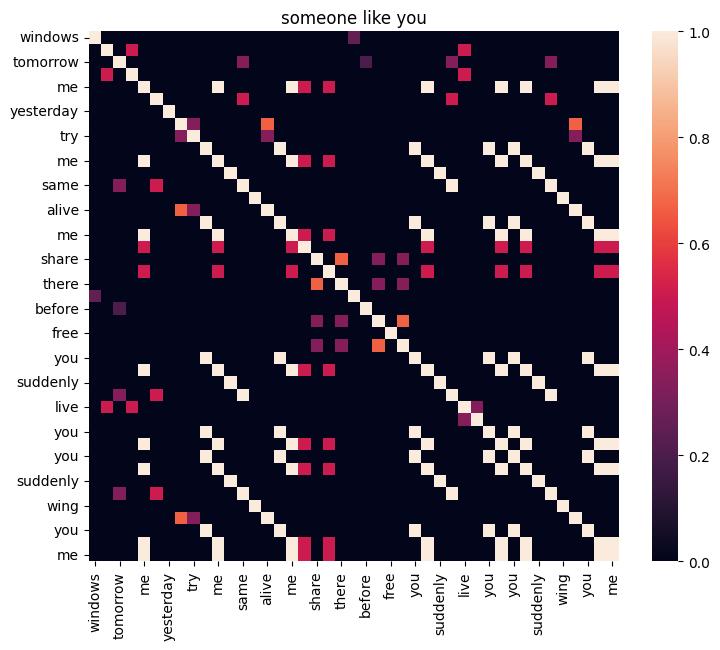 someone like you
windows
tomorrow
me
yesterday
try
me
same
alive
me
share
there
before
free
you
suddenly
live
you
you
suddenly
wing
you
me
1.0
0.8
0.6
0.4
0.2
0.0
windows
tomorrow
me
yesterday
try
me
same
alive
me
share
there
before
free
you
suddenly
live
you
you
suddenly
wing
you
me